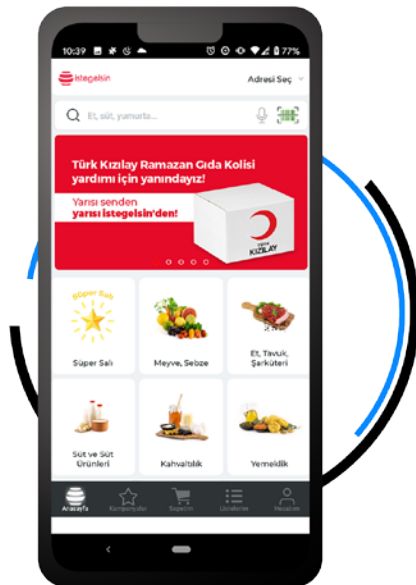 10:39
77%
istegelsin
Adresi Seç
Et, süt, yumurta...
Türk Kızılay Ramazan Gıda Kolisi
yardımı için yanındayız!
Yarısı senden
yarısı istegelsin'den!
TÜRK
KIZILAY
Süper Salı
Süper Salı
Meyve, Sebze
Et, Tavuk,
Şarküteri
Süt ve Süt
Ürünleri
Kahvaltılık
Yemeklik
Anasayfa
Kampanyalar
Sepetim
Listelerim
Hesabım